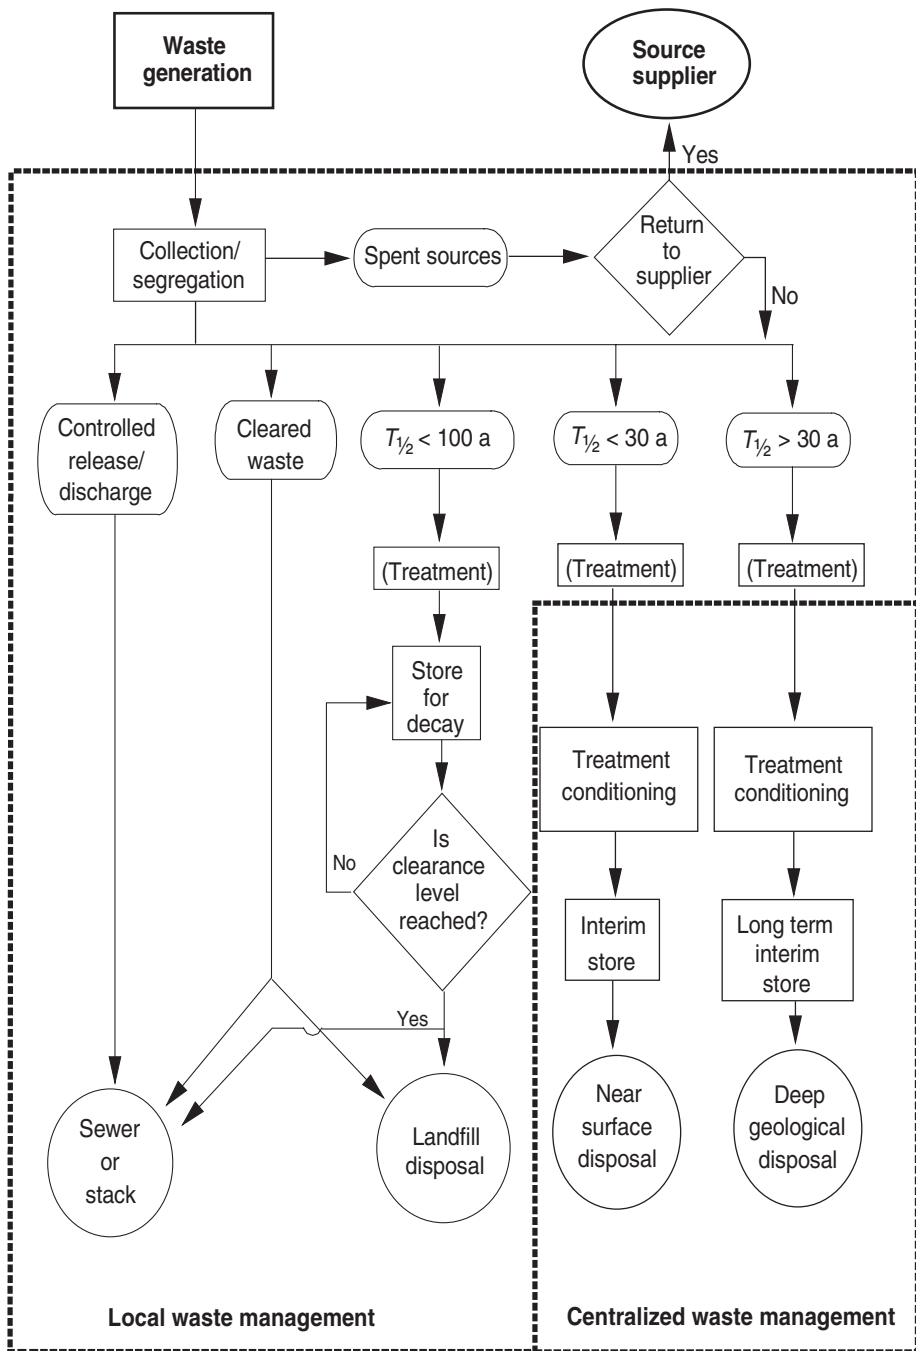 Waste
generation
Source
supplier
Yes
Collection/
segregation
Spent sources
Return
to
supplier
No
Controlled
release/
discharge
Cleared
waste
T½ < 100 a
T½ < 30 a
T½ > 30 a
(Treatment)
(Treatment)
(Treatment)
Store
for
decay
Treatment
conditioning
Treatment
conditioning
Is
clearance
level
reached?
No
Interim
store
Long term
interim
store
Yes
Sewer
or
stack
Landfill
disposal
Near
surface
disposal
Deep
geological
disposal
Local waste management
Centralized waste management